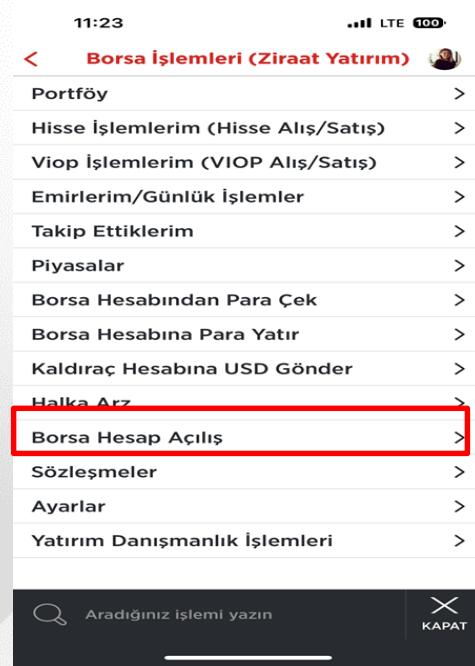 11:23 LTE 100
Borsa İşlemleri (Ziraat Yatırım)
Portföy
Hisse İşlemlerim (Hisse Alış/Satış)
Viop İşlemlerim (VIOP Alış/Satış)
Emirlerim/Günlük İşlemler
Takip Ettiklerim
Piyasalar
Borsa Hesabından Para Çek
Borsa Hesabına Para Yatır
Kaldıraç Hesabına USD Gönder
Halka Arz
Borsa Hesap Açılış
Sözleşmeler
Ayarlar
Yatırım Danışmanlık İşlemleri
Aradığınız işlemi yazın
KAPAT